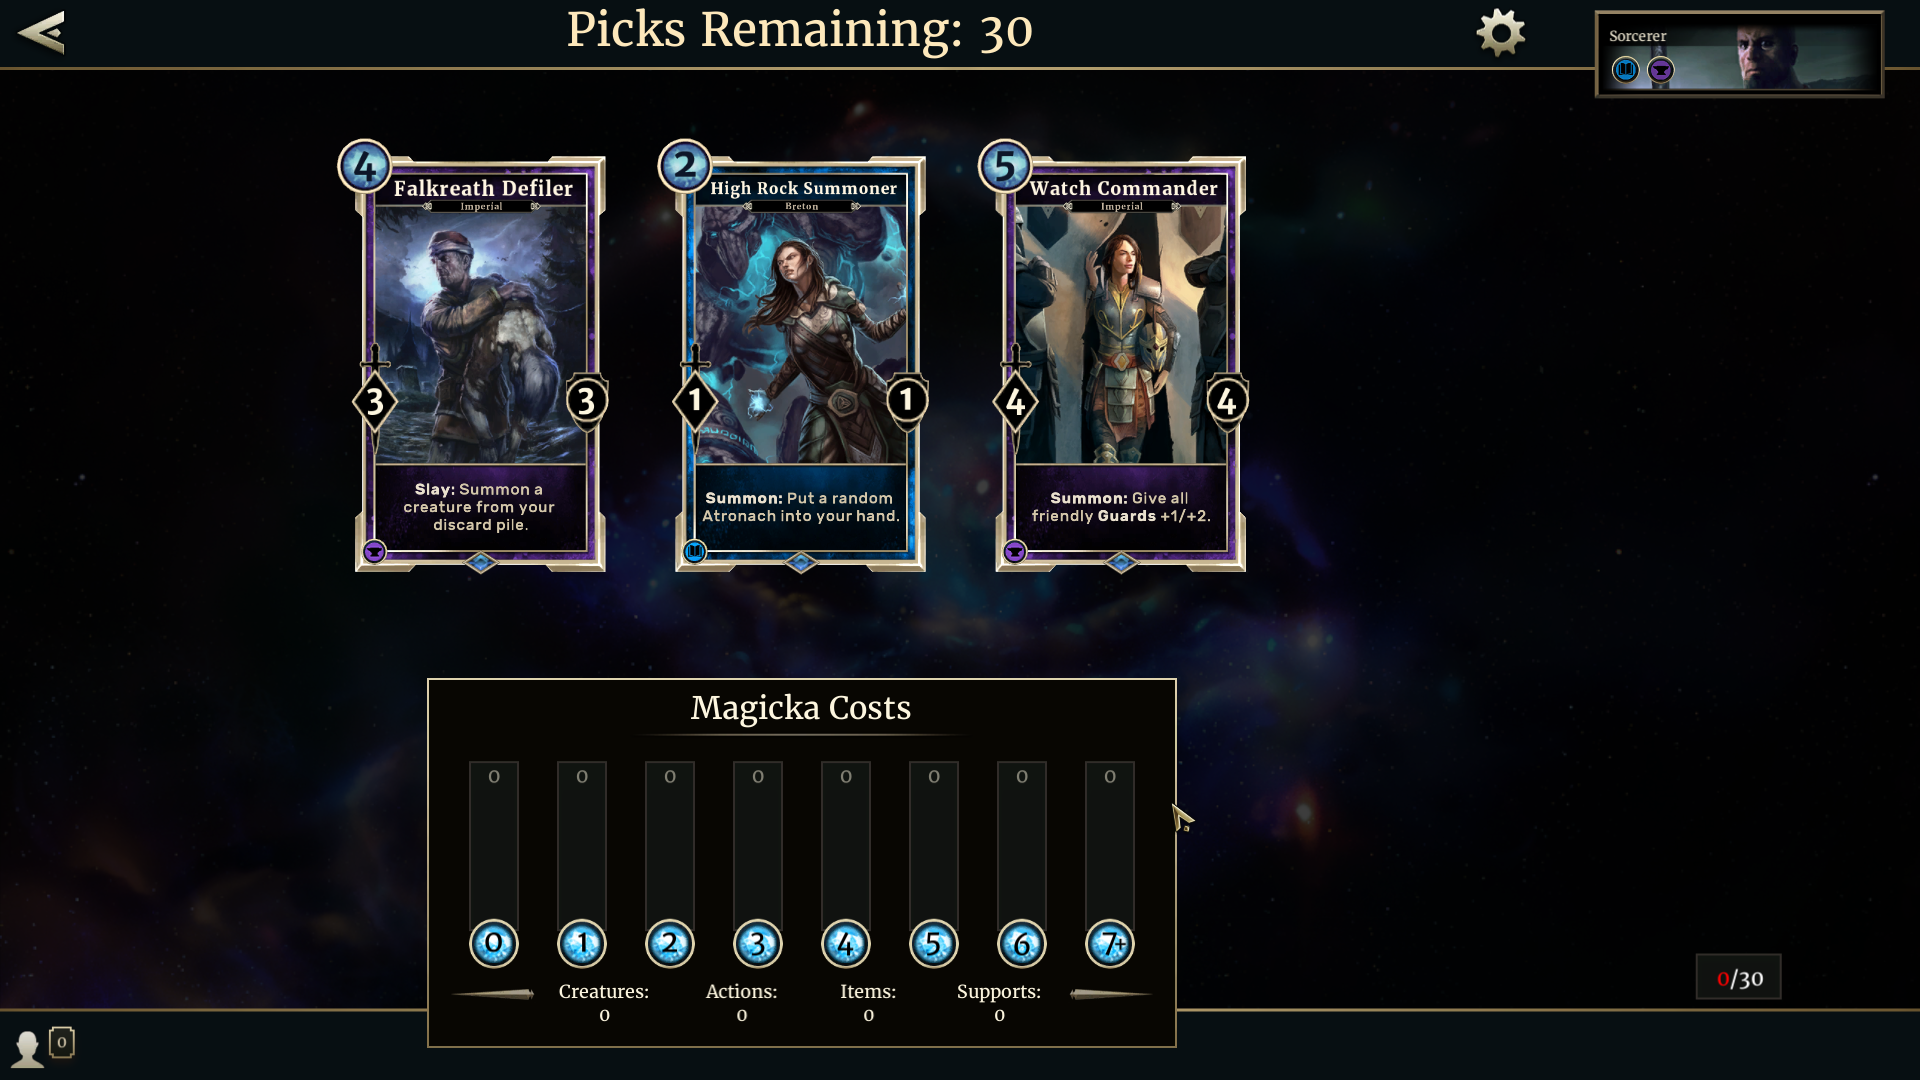 Picks Remaining: 30
Sorcerer
4
Falkreath Defiler
Imperial
3
3
Slay: Summon a
creature from your
discard pile.
2
High Rock Summoner
Breton
1
1
Summon: Put a random
Atronach into your hand.
5
Watch Commander
Imperial
4
4
Summon: Give all
friendly Guards +1/+2.
Magicka Costs
0 0 0 0 0 0 0 0
0 1 2 3 4 5 6 7+
Creatures: Actions: Items: Supports:
0 0 0 0
0/30
0